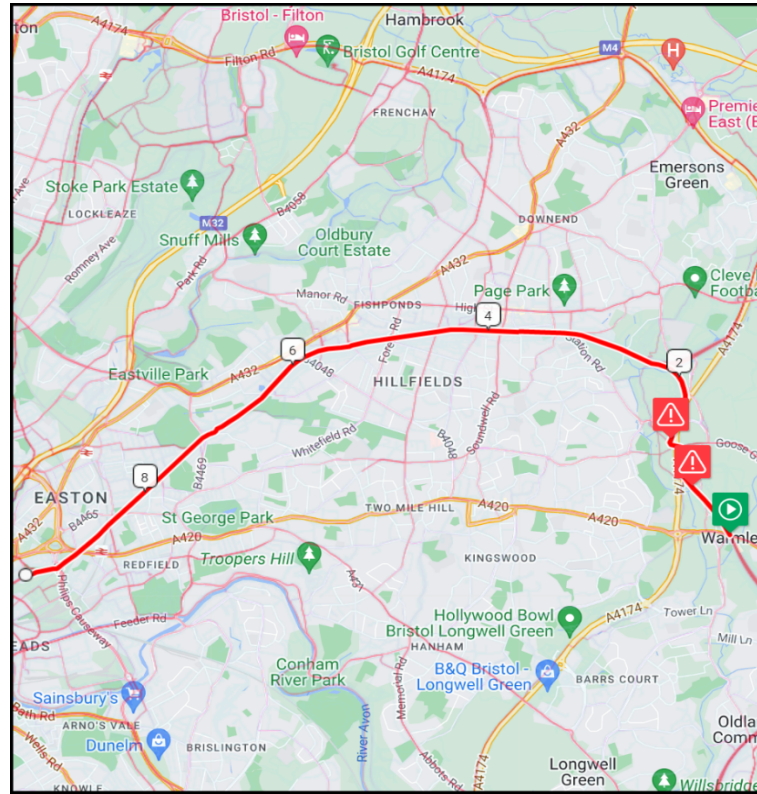 ton
Bristol - Filton
Hambrook
Filton Rd
Bristol Golf Centre
A4174
M4
H
FRENCHAY
A432
Premie
East (B
Emersons
Green
Stoke Park Estate
LOCKLEAZE
B4058
M32
DOWNEND
Snuff Mills
Oldbury
Court Estate
Romney Ave
Park Rd
A432
Manor Rd
FISHPONDS
High
Page Park
Cleve
Footba
A4174
4
6
2
Fore
Rd
Station Rd
Eastville Park
A432
B4048
HILLFIELDS
Soundwell Rd
B4048
Whitefield Rd
B4469
Goose G
A4174
8
EASTON
B4465
A432
St George Park
TWO MILE HILL
A420
A420
A420
Warmle
REDFIELD
Troopers Hill
KINGSWOOD
A431
Philips Causeway
Feeder Rd
Hollywood Bowl
Bristol Longwell Green
A4174
Tower Ln
Mill Ln
EADS
HANHAM
Conham
River Park
Memorial Rd
B&Q Bristol -
Longwell Green
BARRS COURT
Sainsbury's
Bath Rd
ARNO'S VALE
Dunelm
BRISLINGTON
River Avon
Abbots Rd
Wells Rd
KNOWLE
Oldla
Comm
Longwell
Green
A4174
Willsbridge